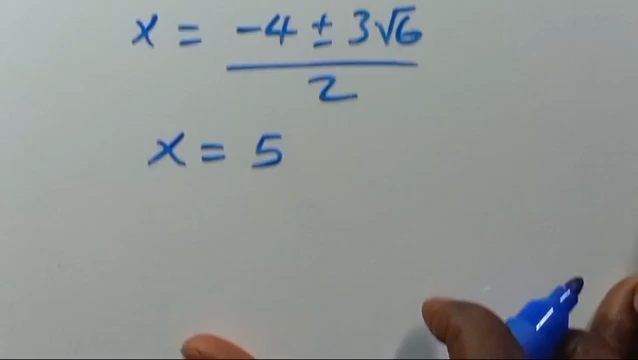 x = (-4 ± 3√6)/2
x = 5